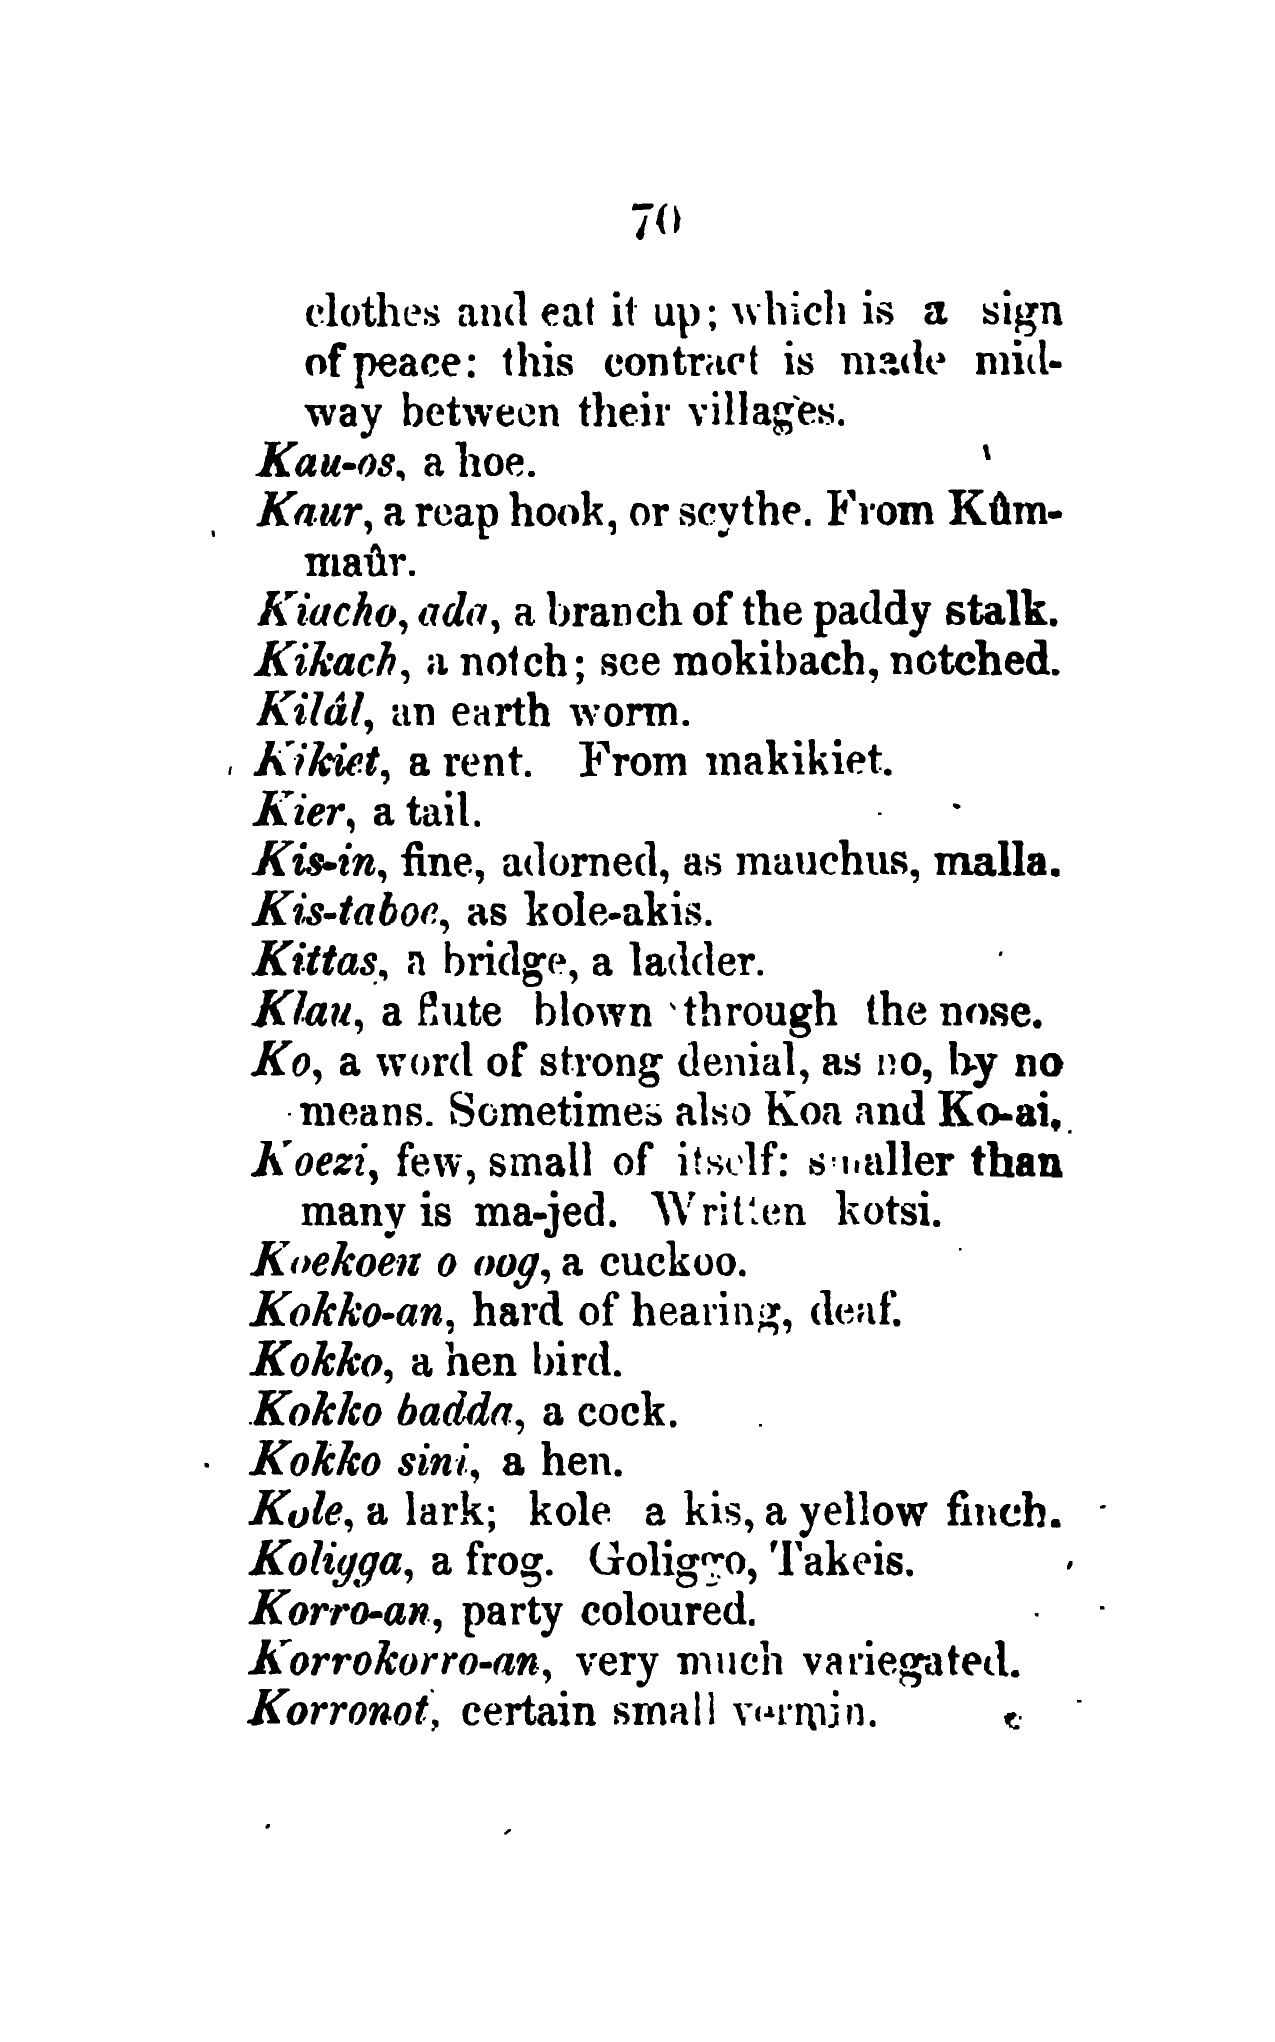 70
clothes and eat it up; which is a sign
of peace: this contract is made mid-
way between their villages.
Kau-os, a hoe.
Kaur, a reap hook, or scythe. From Kûm-
maûr.
Kiacho, ada, a branch of the paddy stalk.
Kikach, a notch; see mokibach, notched.
Kilâl, an earth worm.
Kikiet, a rent. From makikiet.
Kier, a tail.
Kis-in, fine, adorned, as mauchus, malla.
Kis-taboe, as kole-akis.
Kittas, a bridge, a ladder.
Klau, a flute blown through the nose.
Ko, a word of strong denial, as no, by no
means. Sometimes also Koa and Ko-ai.
Koezi, few, small of itself: smaller than
many is ma-jed. Written kotsi.
Koekoen o oog, a cuckoo.
Kokko-an, hard of hearing, deaf.
Kokko, a hen bird.
Kokko badda, a cock.
Kokko sini, a hen.
Kole, a lark; kole a kis, a yellow finch.
Koligga, a frog. Goliggo, Takeis.
Korro-an, party coloured.
Korrokorro-an, very much variegated.
Korronot, certain small vermin.